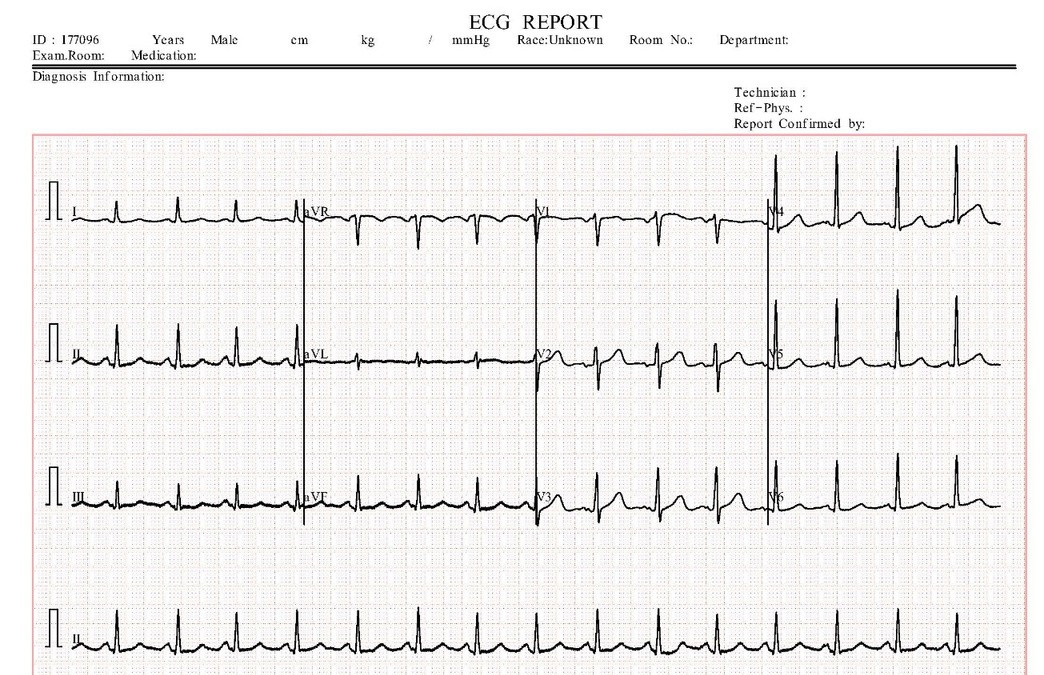 ECG REPORT
ID : 177096 Years Male cm kg / mmHg Race:Unknown Room No.: Department:
Exam.Room: Medication:
Diagnosis Information:
Technician :
Ref-Phys. :
Report Confirmed by:
I aVR V1 V4
II aVL V2 V5
III aVF V3 V6
II